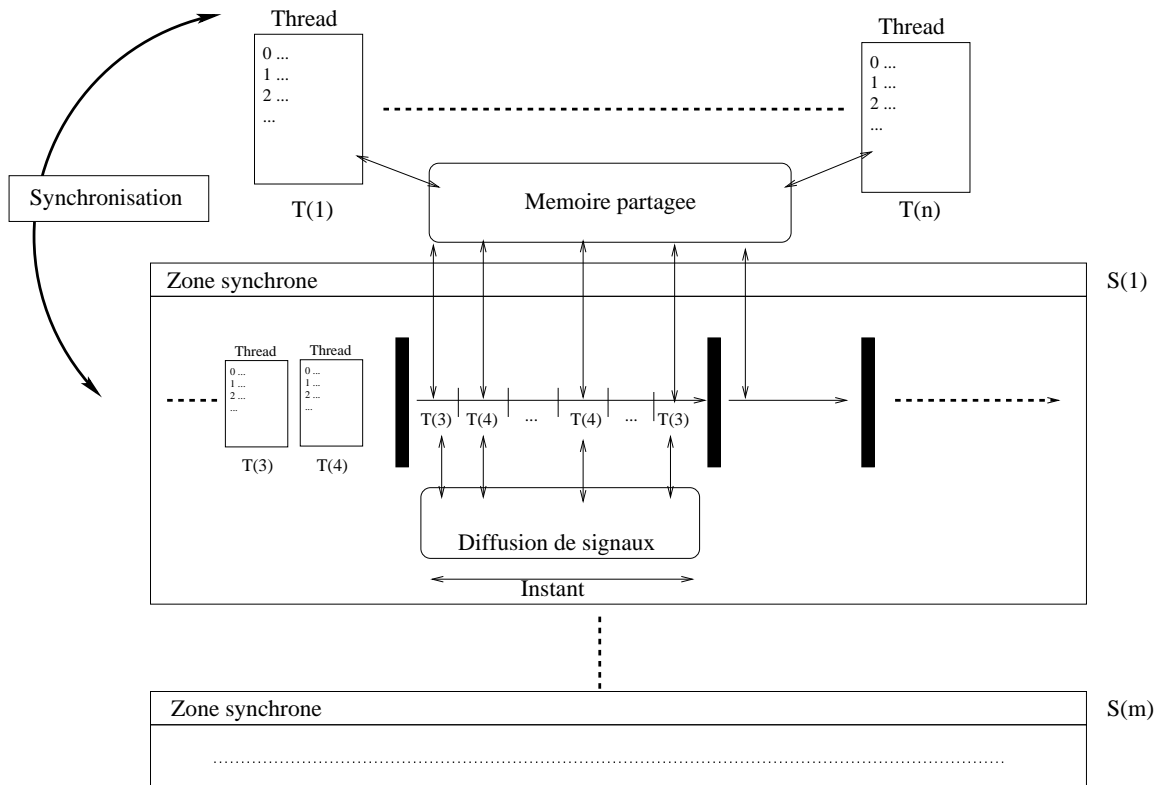 Thread
0 ...
1 ...
2 ...
...
T(1)
Thread
0 ...
1 ...
2 ...
...
T(n)
Synchronisation
Memoire partagee
Zone synchrone
S(1)
Thread
0 ...
1 ...
2 ...
...
T(3)
Thread
0 ...
1 ...
2 ...
...
T(4)
T(3) T(4) ... T(4) ... T(3)
Diffusion de signaux
Instant
Zone synchrone
S(m)